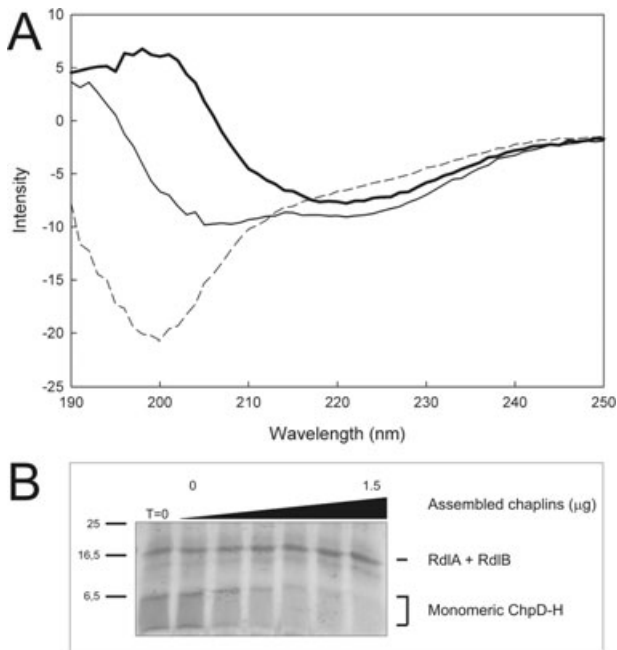 A
10
5
0
-5
-10
-15
-20
-25
Intensity
190 200 210 220 230 240 250
Wavelength (nm)
B
0 1.5 Assembled chaplins (µg)
T=0
25
16,5
RdlA + RdlB
6,5
Monomeric ChpD-H